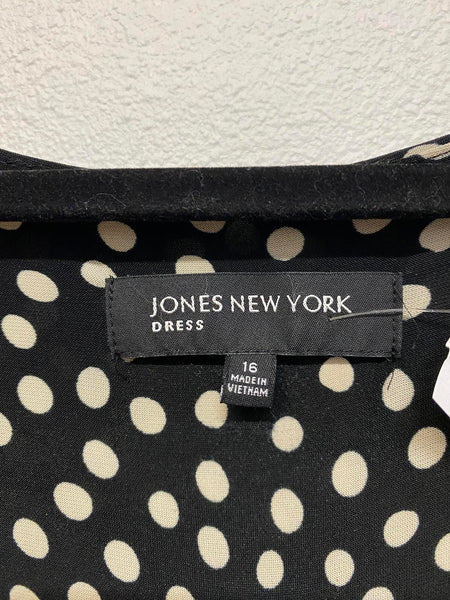 JONES NEW YORK
DRESS
16
MADE IN
VIETNAM